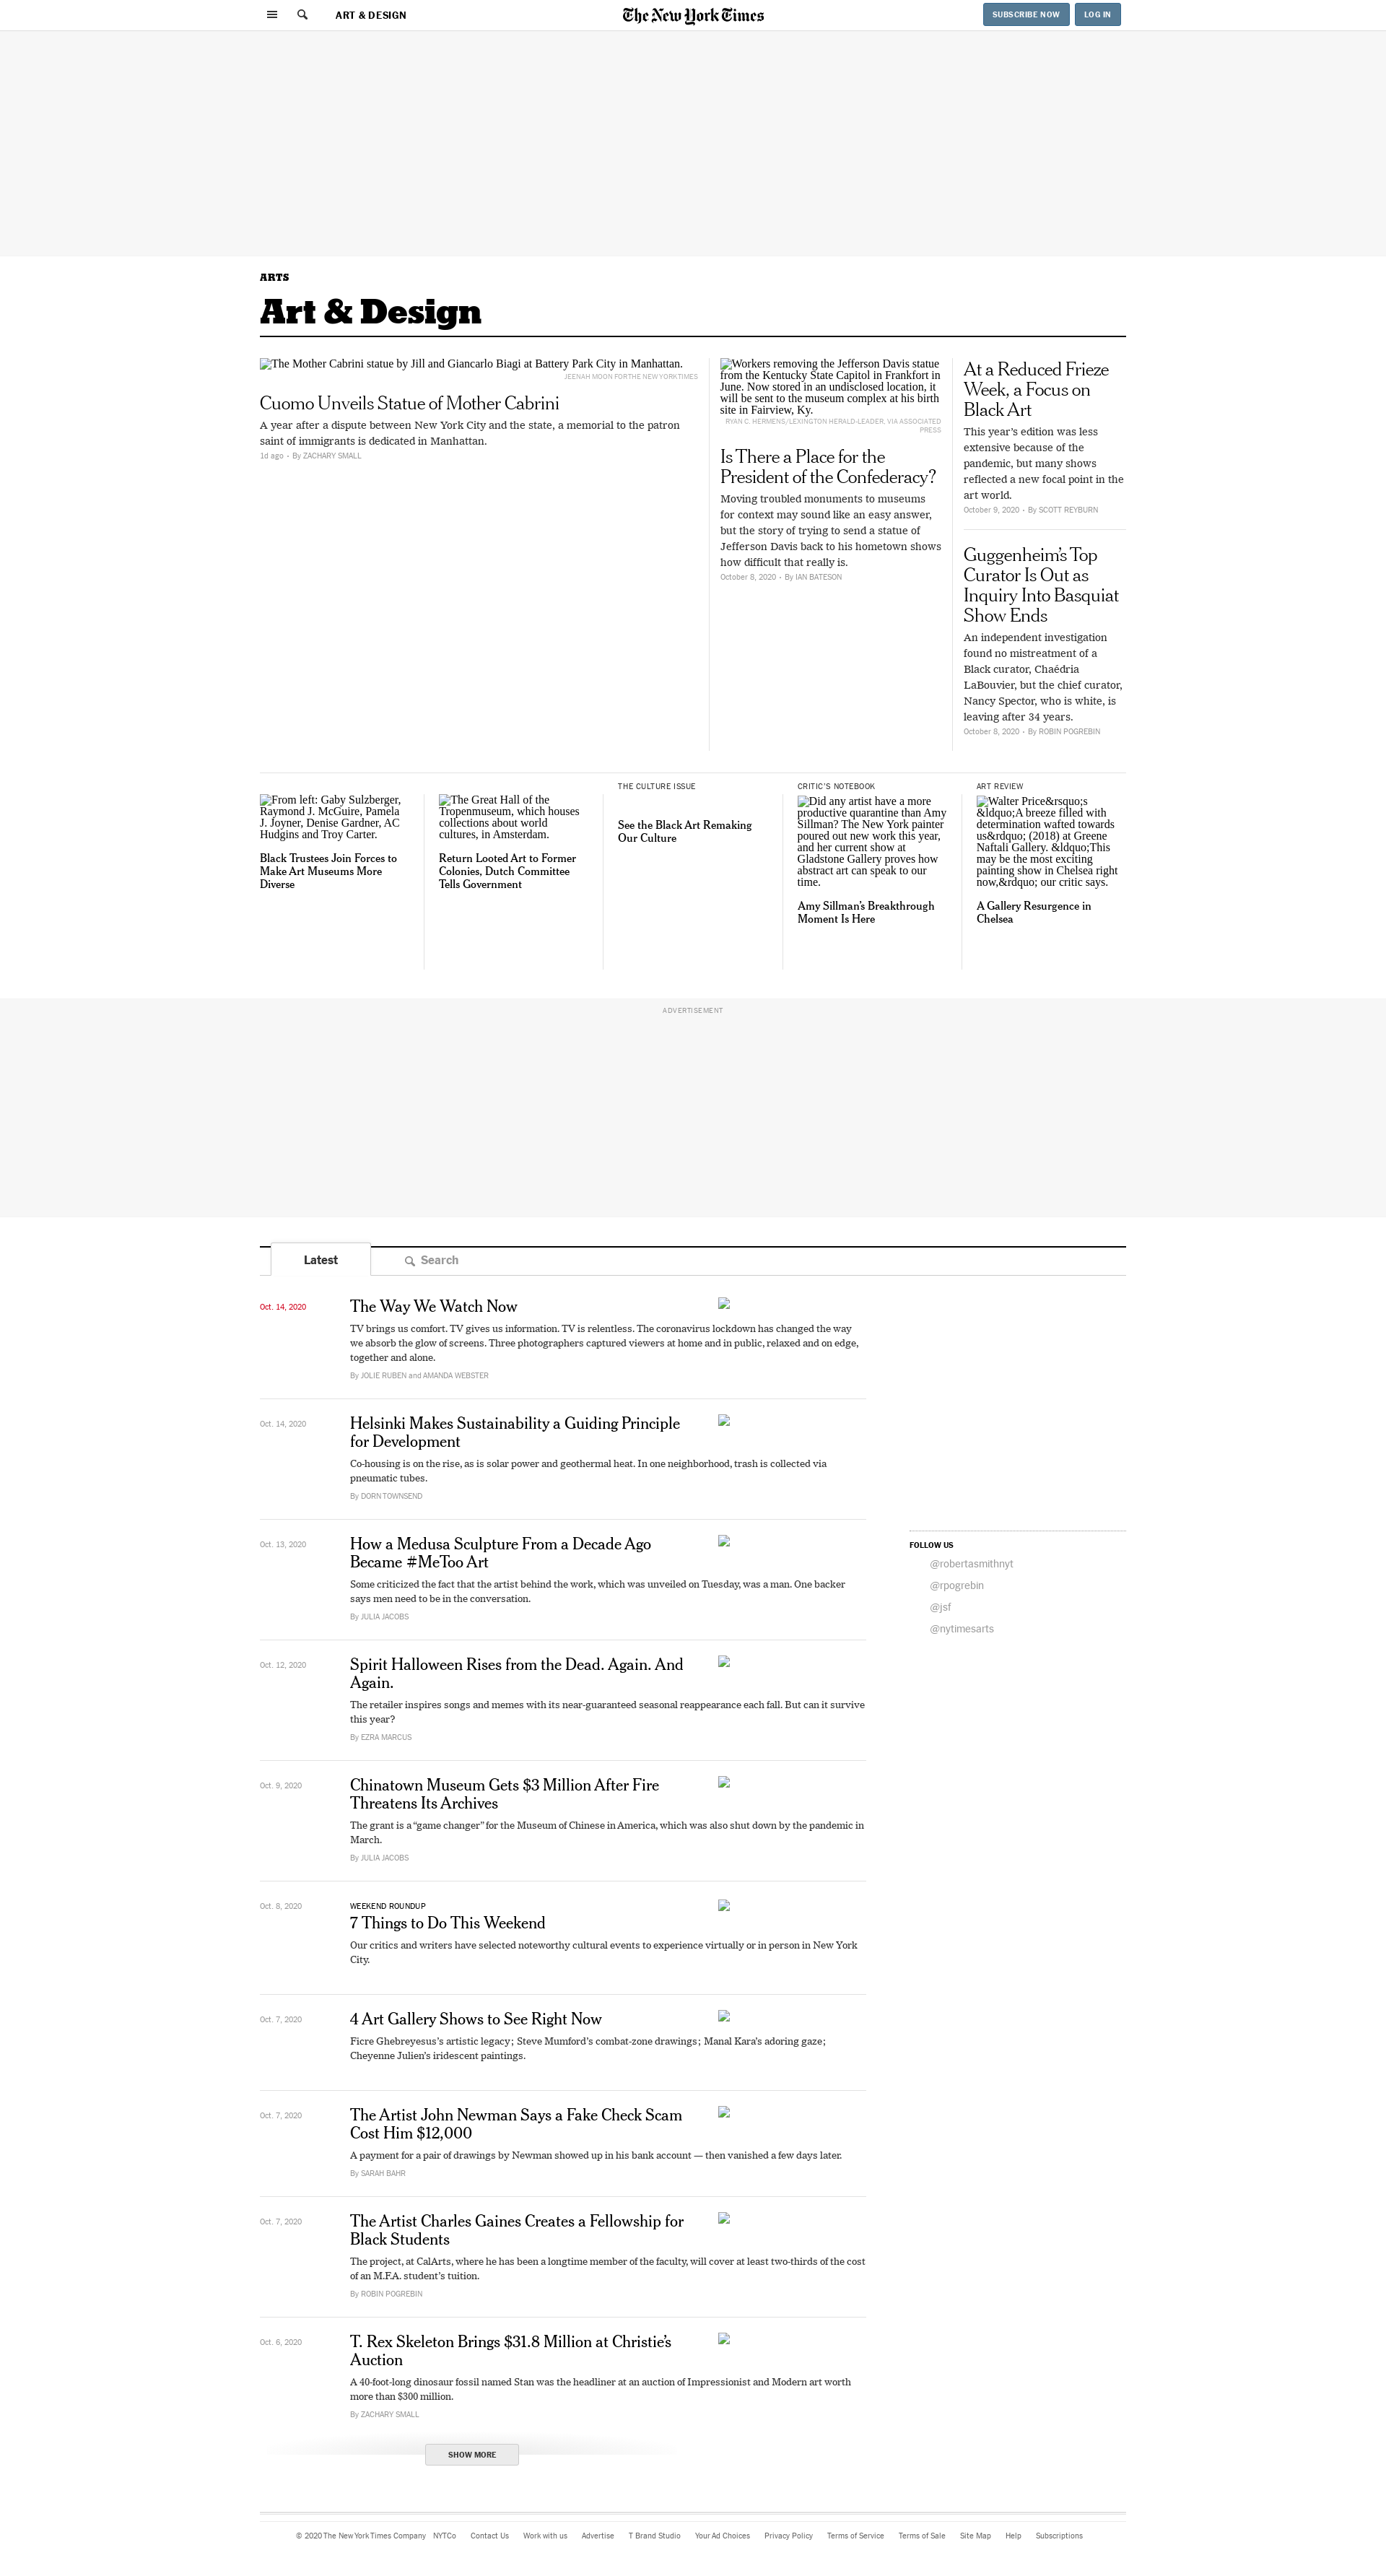 ART & DESIGN
The New York Times
SUBSCRIBE NOW
LOG IN
ARTS
Art & Design
The Mother Cabrini statue by Jill and Giancarlo Biagi at Battery Park City in Manhattan.
JEENAH MOON FOR THE NEW YORK TIMES
Cuomo Unveils Statue of Mother Cabrini
A year after a dispute between New York City and the state, a memorial to the patron
saint of immigrants is dedicated in Manhattan.
1d ago • By ZACHARY SMALL
Workers removing the Jefferson Davis statue
from the Kentucky State Capitol in Frankfort in
June. Now stored in an undisclosed location, it
will be sent to the museum complex at his birth
site in Fairview, Ky.
RYAN C. HERMENS/LEXINGTON HERALD-LEADER, VIA ASSOCIATED
PRESS
Is There a Place for the
President of the Confederacy?
Moving troubled monuments to museums
for context may sound like an easy answer,
but the story of trying to send a statue of
Jefferson Davis back to his hometown shows
how difficult that really is.
October 8, 2020 • By IAN BATESON
At a Reduced Frieze
Week, a Focus on
Black Art
This year’s edition was less
extensive because of the
pandemic, but many shows
reflected a new focal point in the
art world.
October 9, 2020 • By SCOTT REYBURN
Guggenheim’s Top
Curator Is Out as
Inquiry Into Basquiat
Show Ends
An independent investigation
found no mistreatment of a
Black curator, Chaédria
LaBouvier, but the chief curator,
Nancy Spector, who is white, is
leaving after 34 years.
October 8, 2020 • By ROBIN POGREBIN
From left: Gaby Sulzberger,
Raymond J. McGuire, Pamela
J. Joyner, Denise Gardner, AC
Hudgins and Troy Carter.
Black Trustees Join Forces to
Make Art Museums More
Diverse
The Great Hall of the
Tropenmuseum, which houses
collections about world
cultures, in Amsterdam.
Return Looted Art to Former
Colonies, Dutch Committee
Tells Government
THE CULTURE ISSUE
See the Black Art Remaking
Our Culture
CRITIC’S NOTEBOOK
Did any artist have a more
productive quarantine than Amy
Sillman? The New York painter
poured out new work this year,
and her current show at
Gladstone Gallery proves how
abstract art can speak to our
time.
Amy Sillman’s Breakthrough
Moment Is Here
ART REVIEW
Walter Price&rsquo;s
&ldquo;A breeze filled with
determination wafted towards
us&rdquo; (2018) at Greene
Naftali Gallery. &ldquo;This
may be the most exciting
painting show in Chelsea right
now,&rdquo; our critic says.
A Gallery Resurgence in
Chelsea
ADVERTISEMENT
Latest
Search
Oct. 14, 2020
The Way We Watch Now
TV brings us comfort. TV gives us information. TV is relentless. The coronavirus lockdown has changed the way
we absorb the glow of screens. Three photographers captured viewers at home and in public, relaxed and on edge,
together and alone.
By JOLIE RUBEN and AMANDA WEBSTER
Oct. 14, 2020
Helsinki Makes Sustainability a Guiding Principle
for Development
Co-housing is on the rise, as is solar power and geothermal heat. In one neighborhood, trash is collected via
pneumatic tubes.
By DORN TOWNSEND
Oct. 13, 2020
How a Medusa Sculpture From a Decade Ago
Became #MeToo Art
Some criticized the fact that the artist behind the work, which was unveiled on Tuesday, was a man. One backer
says men need to be in the conversation.
By JULIA JACOBS
Oct. 12, 2020
Spirit Halloween Rises from the Dead. Again. And
Again.
The retailer inspires songs and memes with its near-guaranteed seasonal reappearance each fall. But can it survive
this year?
By EZRA MARCUS
Oct. 9, 2020
Chinatown Museum Gets $3 Million After Fire
Threatens Its Archives
The grant is a “game changer” for the Museum of Chinese in America, which was also shut down by the pandemic in
March.
By JULIA JACOBS
Oct. 8, 2020
WEEKEND ROUNDUP
7 Things to Do This Weekend
Our critics and writers have selected noteworthy cultural events to experience virtually or in person in New York
City.
Oct. 7, 2020
4 Art Gallery Shows to See Right Now
Ficre Ghebreyesus’s artistic legacy; Steve Mumford’s combat-zone drawings; Manal Kara’s adoring gaze;
Cheyenne Julien’s iridescent paintings.
Oct. 7, 2020
The Artist John Newman Says a Fake Check Scam
Cost Him $12,000
A payment for a pair of drawings by Newman showed up in his bank account — then vanished a few days later.
By SARAH BAHR
Oct. 7, 2020
The Artist Charles Gaines Creates a Fellowship for
Black Students
The project, at CalArts, where he has been a longtime member of the faculty, will cover at least two-thirds of the cost
of an M.F.A. student’s tuition.
By ROBIN POGREBIN
Oct. 6, 2020
T. Rex Skeleton Brings $31.8 Million at Christie’s
Auction
A 40-foot-long dinosaur fossil named Stan was the headliner at an auction of Impressionist and Modern art worth
more than $300 million.
By ZACHARY SMALL
SHOW MORE
FOLLOW US
@robertasmithnyt
@rpogrebin
@jsf
@nytimesarts
© 2020 The New York Times Company NYTCo Contact Us Work with us Advertise T Brand Studio Your Ad Choices Privacy Policy Terms of Service Terms of Sale Site Map Help Subscriptions